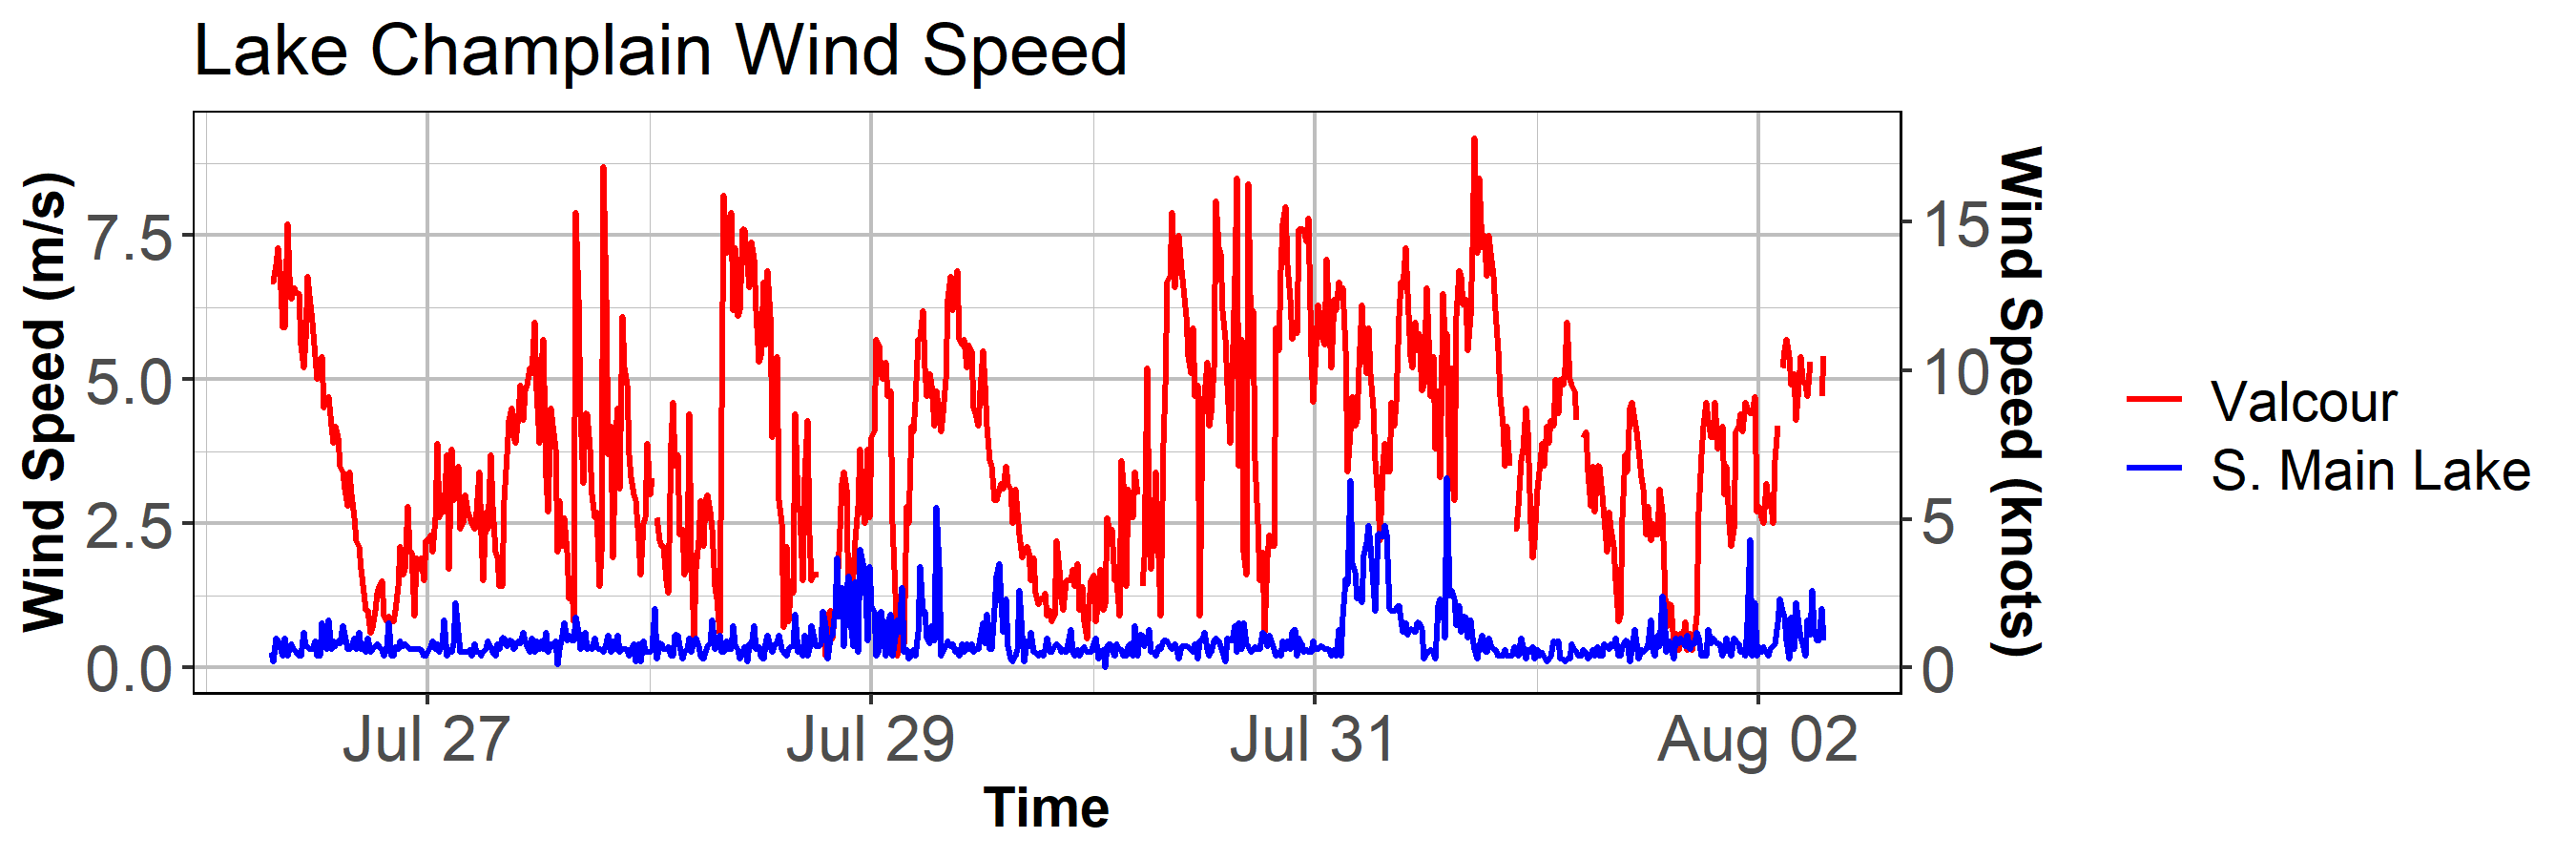 Lake Champlain Wind Speed
Wind Speed (m/s)
7.5
5.0
2.5
0.0
15
10
5
0
Wind Speed (knots)
Jul 27
Jul 29
Jul 31
Aug 02
Time
Valcour
S. Main Lake